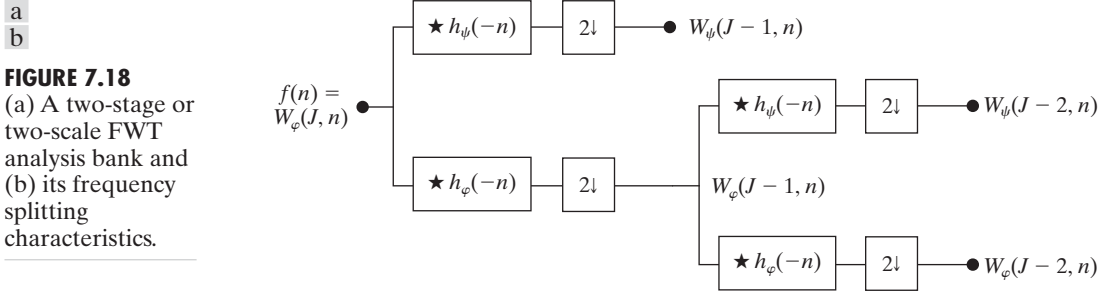 a
b
FIGURE 7.18
(a) A two-stage or
two-scale FWT
analysis bank and
(b) its frequency
splitting
characteristics.
f(n) =
W_φ(J, n)
★ h_ψ(−n)
2↓
W_ψ(J − 1, n)
★ h_φ(−n)
2↓
W_φ(J − 1, n)
★ h_ψ(−n)
2↓
W_ψ(J − 2, n)
★ h_φ(−n)
2↓
W_φ(J − 2, n)